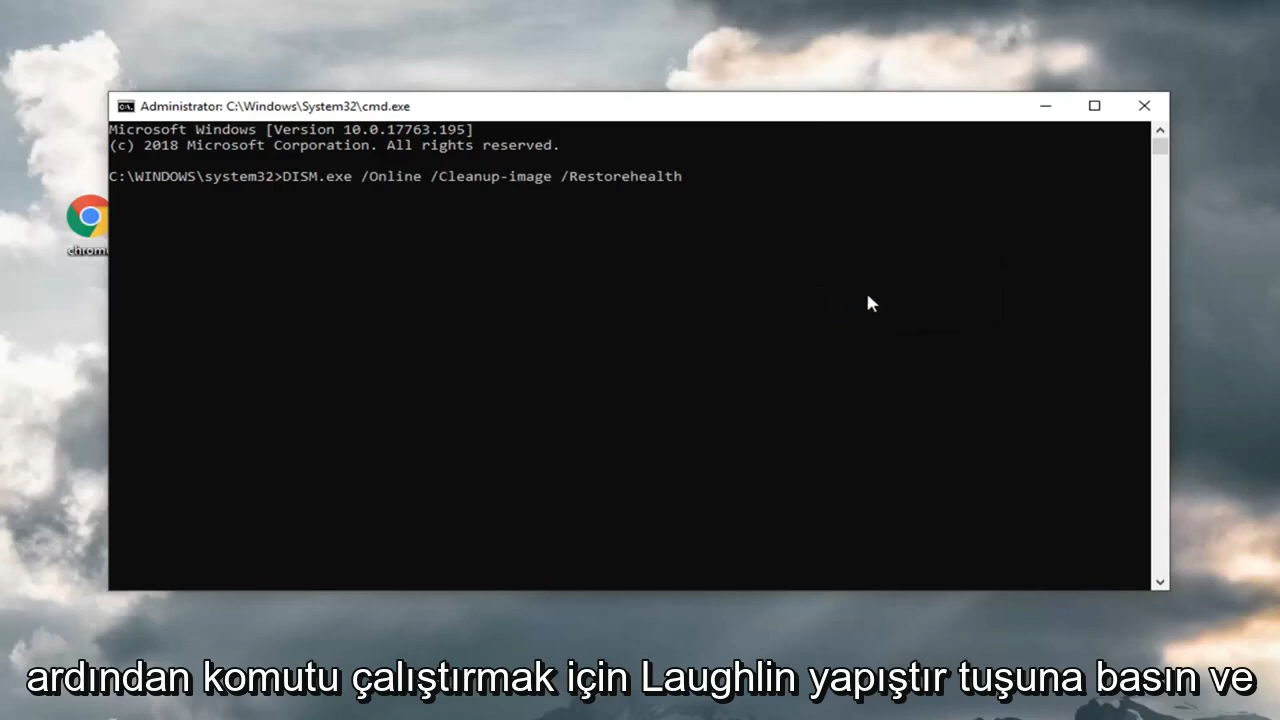 Administrator: C:\Windows\System32\cmd.exe
Microsoft Windows [Version 10.0.17763.195]
(c) 2018 Microsoft Corporation. All rights reserved.
C:\WINDOWS\system32>DISM.exe /Online /Cleanup-image /Restorehealth
chrome
ardından komutu çalıştırmak için Laughlin yapıştır tuşuna basın ve